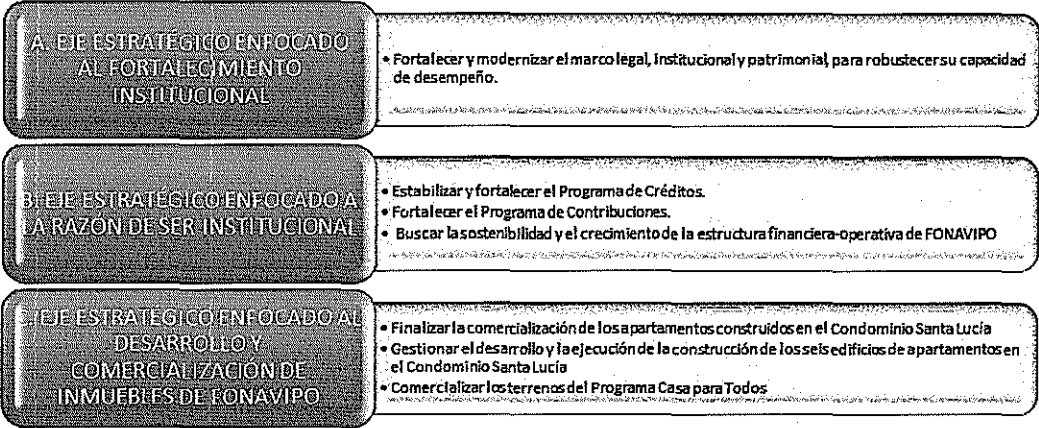 A. EJE ESTRATÉGICO ENFOCADO
AL FORTALECIMIENTO
INSTITUCIONAL
• Fortalecer y modernizar el marco legal, institucional y patrimonial, para robustecer su capacidad
de desempeño.
B. EJE ESTRATÉGICO ENFOCADO A
LA RAZÓN DE SER INSTITUCIONAL
• Estabilizar y fortalecer el Programa de Créditos.
• Fortalecer el Programa de Contribuciones.
• Buscar la sostenibilidad y el crecimiento de la estructura financiera-operativa de FONAVIPO
EJE ESTRATÉGICO ENFOCADO AL
DESARROLLO Y
COMERCIALIZACIÓN DE
INMUEBLES DE FONAVIPO
• Finalizar la comercialización de los apartamentos construidos en el Condominio Santa Lucía
• Gestionar el desarrollo y la ejecución de la construcción de los seis edificios de apartamentos en
el Condominio Santa Lucía
• Comercializar los terrenos del Programa Casa para Todos